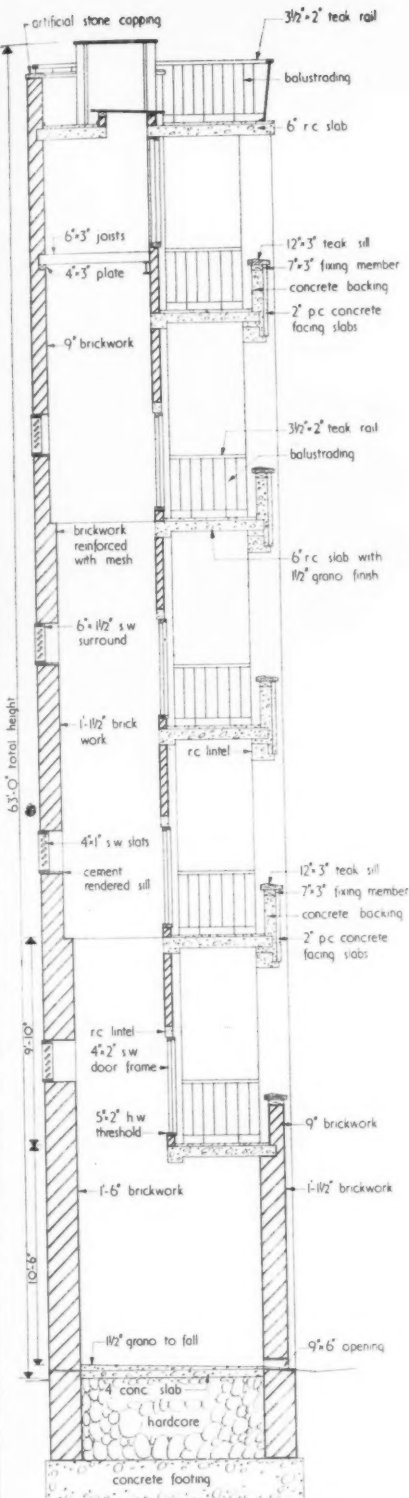 artificial stone copping
3½"×2" teak rail
balustrading
6" r c slab
6"×3" joists
4"×3" plate
9" brickwork
12"×3" teak sill
7"×3" fixing member
concrete backing
2" p c concrete
facing slabs
3½"×2" teak rail
balustrading
brickwork
reinforced
with mesh
6" r c slab with
1½" grano finish
6"×1½" s w
surround
63'-0" total height
1'-1½" brick
work
r c lintel
4"×1" s w slats
cement
rendered sill
12"×3" teak sill
7"×3" fixing member
concrete backing
2" p c concrete
facing slabs
9'-10"
r c lintel
4"×2" s w
door frame
5"×2" h w
threshold
9" brickwork
1'-6" brickwork
1'-1½" brickwork
10'-6"
1½" grano to fall
9"×6" opening
4 conc slab
hardcore
concrete footing